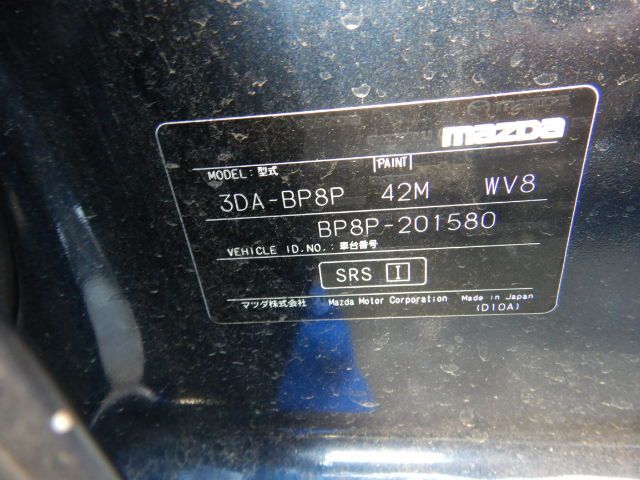 mazda
MODEL: 型式 PAINT
3DA-BP8P 42M WV8
BP8P-201580
VEHICLE ID.NO.: 車台番号
SRS I
マツダ株式会社 Mazda Motor Corporation Made in Japan
(D10A)